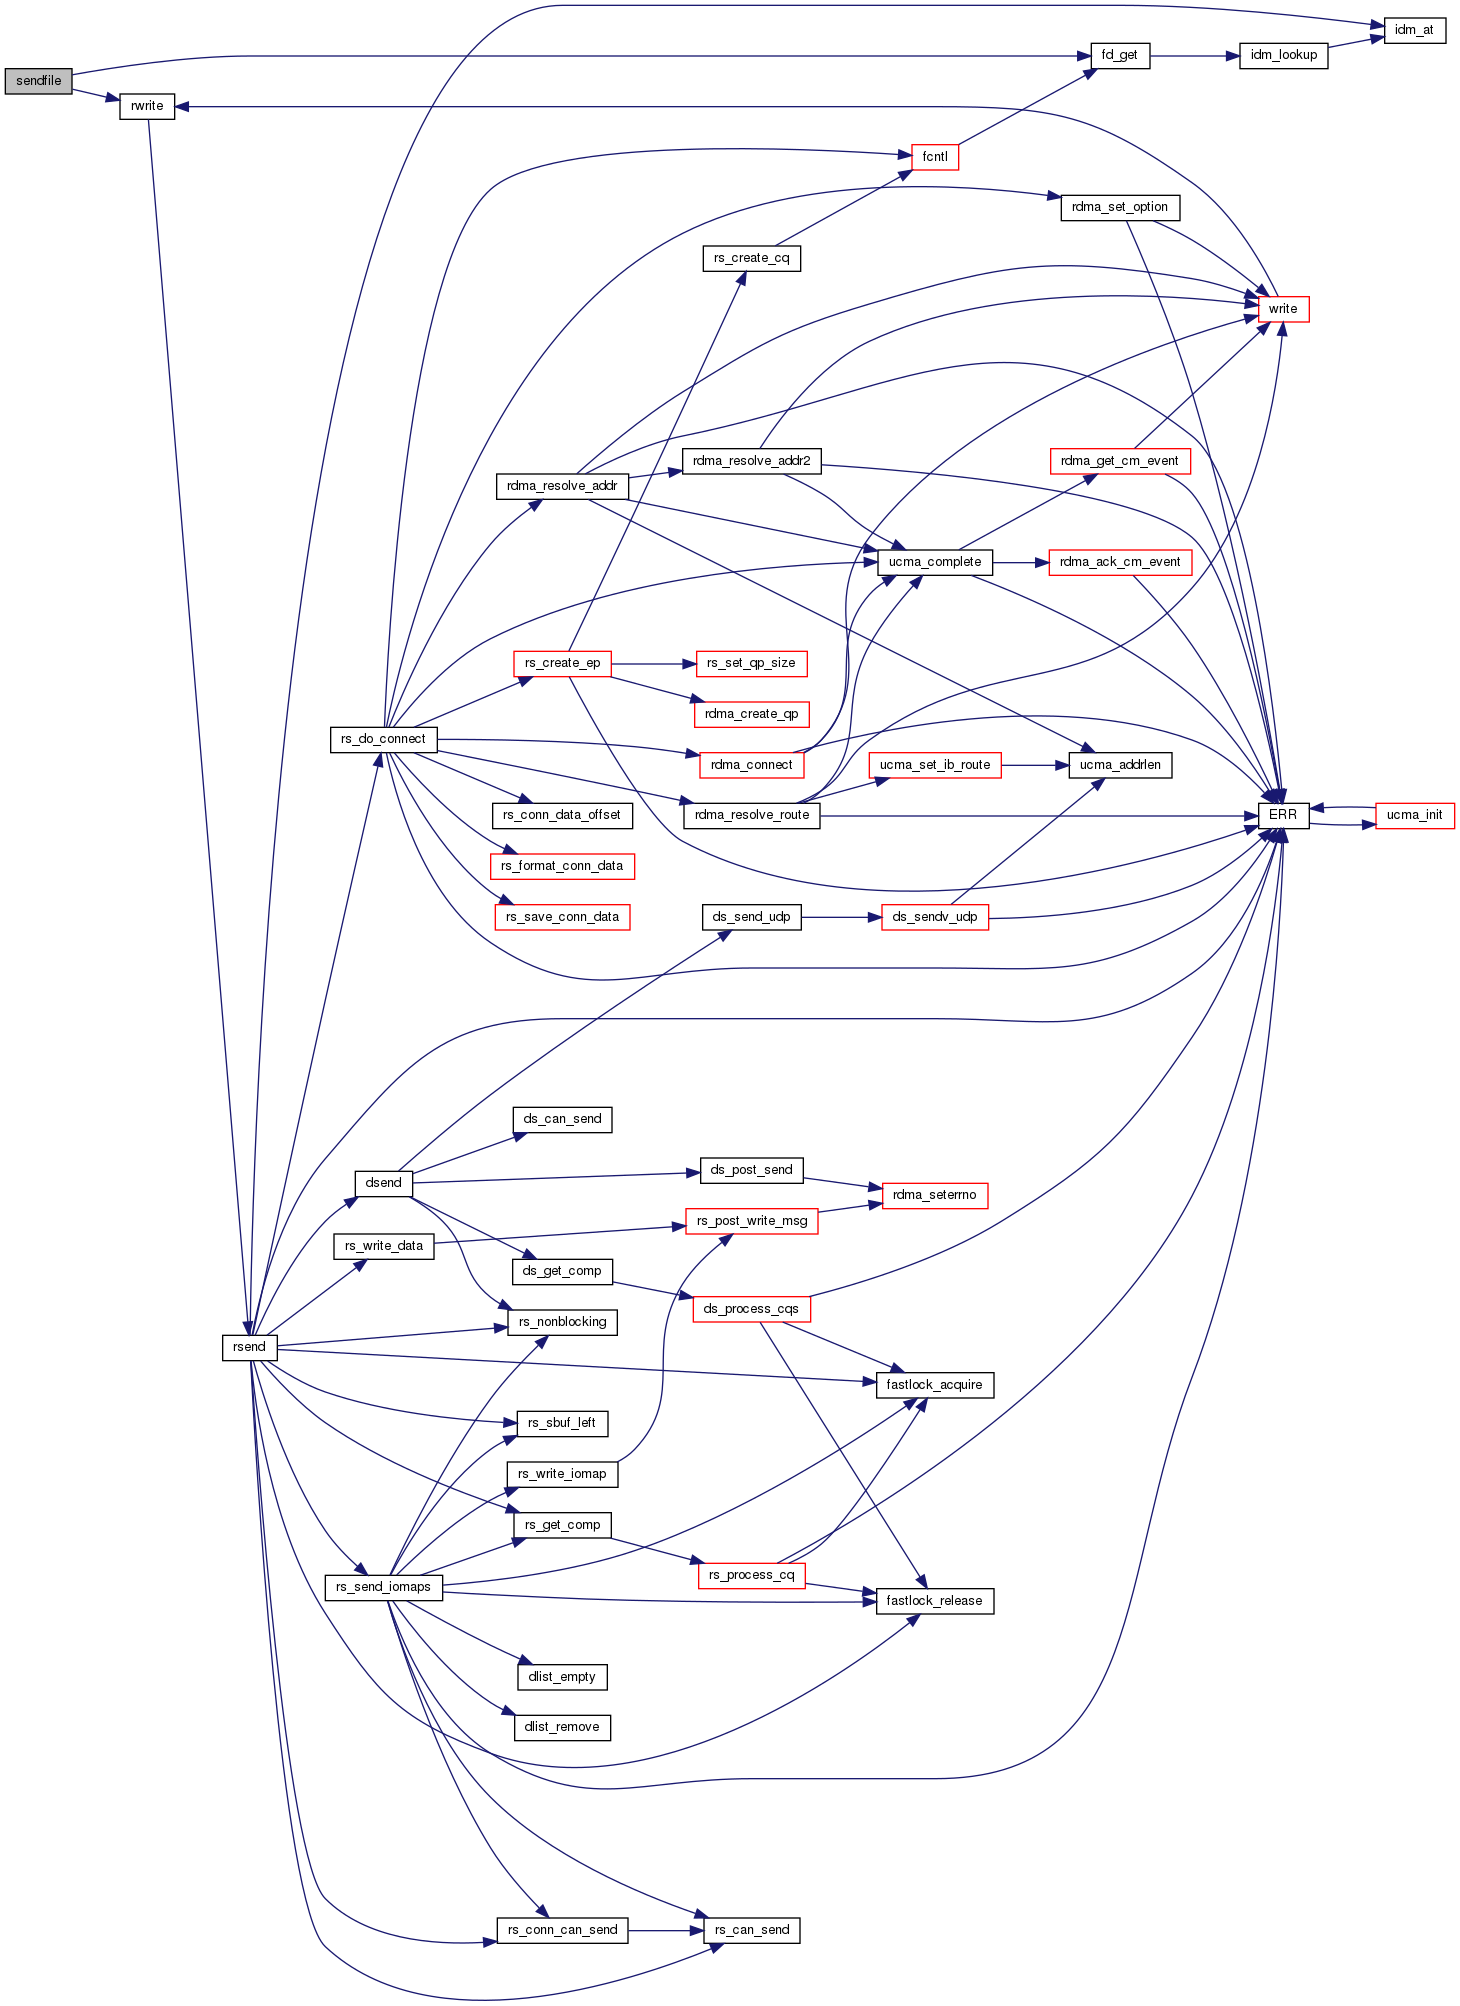 idm_at
fd_get
idm_lookup
sendfile
rwrite
fcntl
rdma_set_option
rs_create_cq
write
rdma_resolve_addr2
rdma_get_cm_event
rdma_resolve_addr
ucma_complete
rdma_ack_cm_event
rs_create_ep
rs_set_qp_size
rdma_create_qp
rs_do_connect
rdma_connect
ucma_set_ib_route
ucma_addrlen
rs_conn_data_offset
rdma_resolve_route
ERR
ucma_init
rs_format_conn_data
rs_save_conn_data
ds_send_udp
ds_sendv_udp
ds_can_send
dsend
ds_post_send
rdma_seterrno
rs_post_write_msg
rs_write_data
ds_get_comp
ds_process_cqs
rs_nonblocking
rsend
fastlock_acquire
rs_sbuf_left
rs_write_iomap
rs_get_comp
rs_process_cq
rs_send_iomaps
fastlock_release
dlist_empty
dlist_remove
rs_conn_can_send
rs_can_send